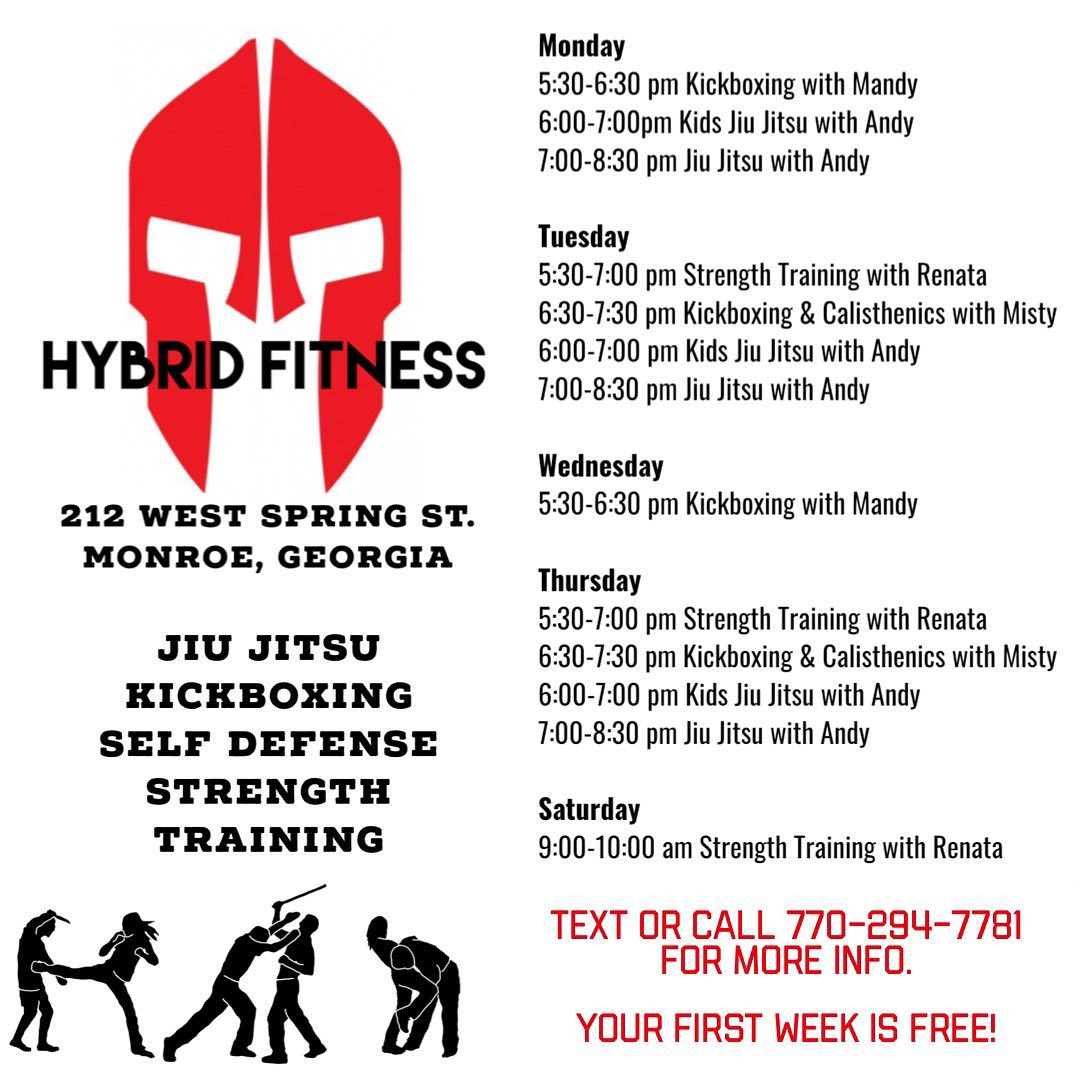 HYBRID FITNESS
212 WEST SPRING ST.
MONROE, GEORGIA
JIU JITSU
KICKBOXING
SELF DEFENSE
STRENGTH
TRAINING
Monday
5:30-6:30 pm Kickboxing with Mandy
6:00-7:00pm Kids Jiu Jitsu with Andy
7:00-8:30 pm Jiu Jitsu with Andy
Tuesday
5:30-7:00 pm Strength Training with Renata
6:30-7:30 pm Kickboxing & Calisthenics with Misty
6:00-7:00 pm Kids Jiu Jitsu with Andy
7:00-8:30 pm Jiu Jitsu with Andy
Wednesday
5:30-6:30 pm Kickboxing with Mandy
Thursday
5:30-7:00 pm Strength Training with Renata
6:30-7:30 pm Kickboxing & Calisthenics with Misty
6:00-7:00 pm Kids Jiu Jitsu with Andy
7:00-8:30 pm Jiu Jitsu with Andy
Saturday
9:00-10:00 am Strength Training with Renata
TEXT OR CALL 770-294-7781
FOR MORE INFO.
YOUR FIRST WEEK IS FREE!